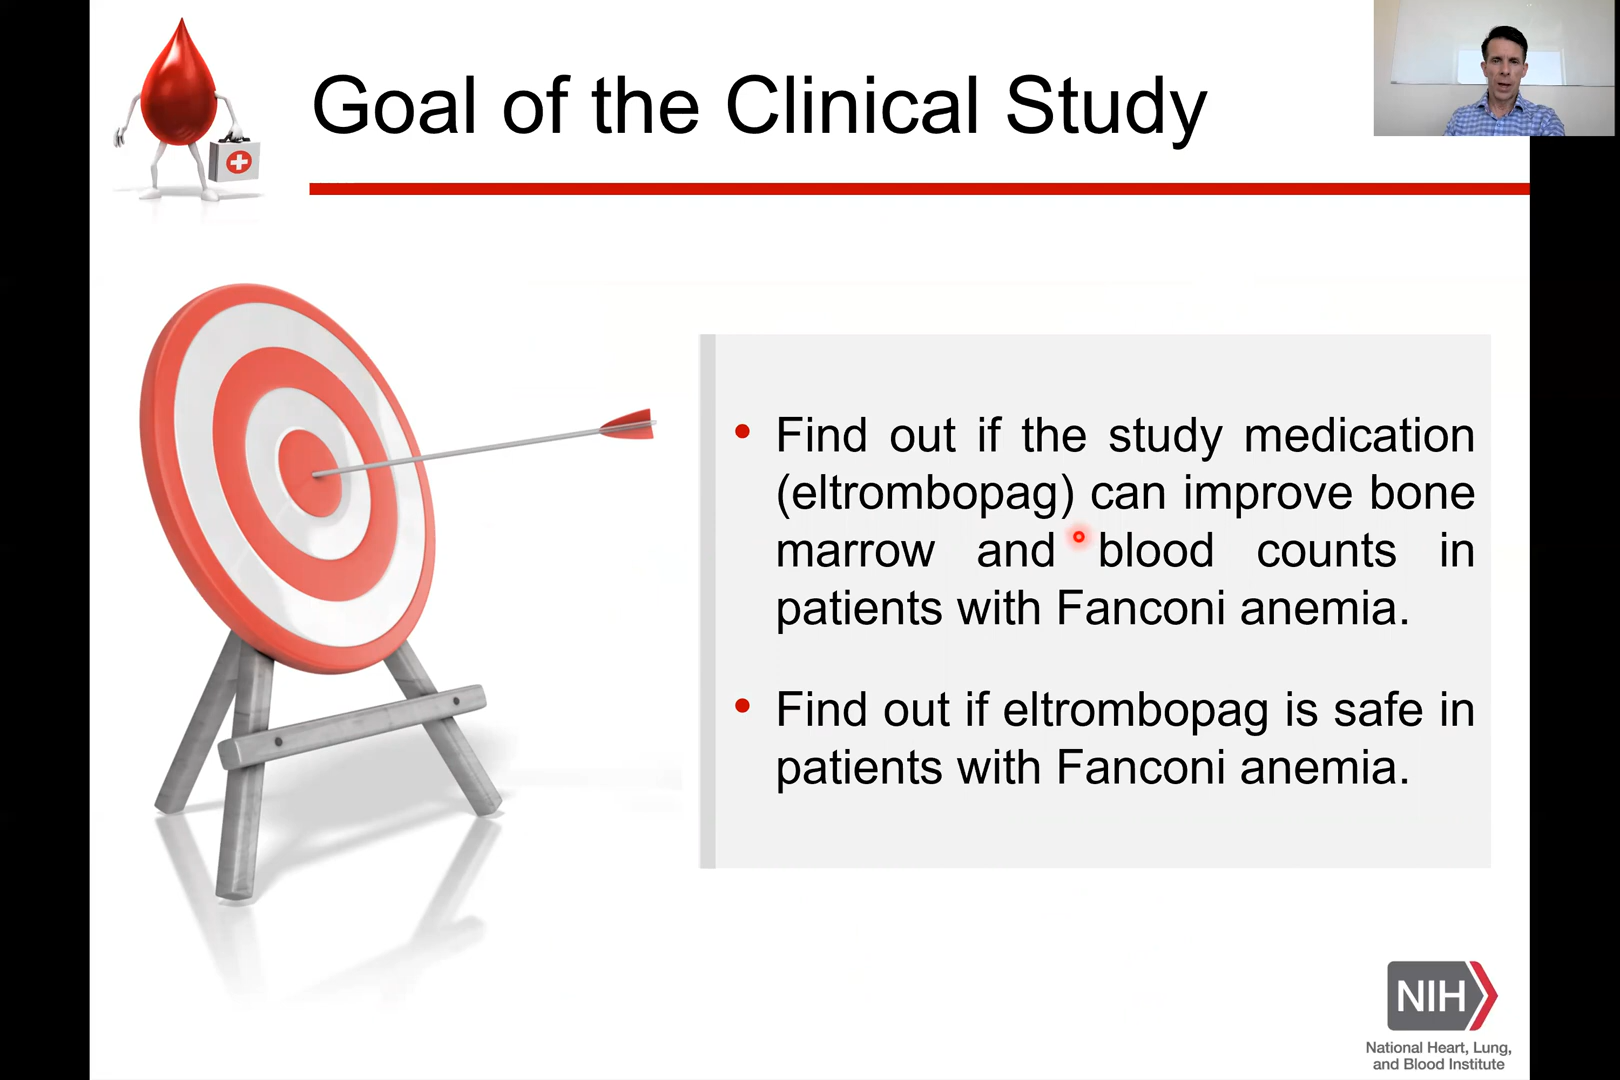 Goal of the Clinical Study
• Find out if the study medication
(eltrombopag) can improve bone
marrow and blood counts in
patients with Fanconi anemia.
• Find out if eltrombopag is safe in
patients with Fanconi anemia.
NIH
National Heart, Lung,
and Blood Institute